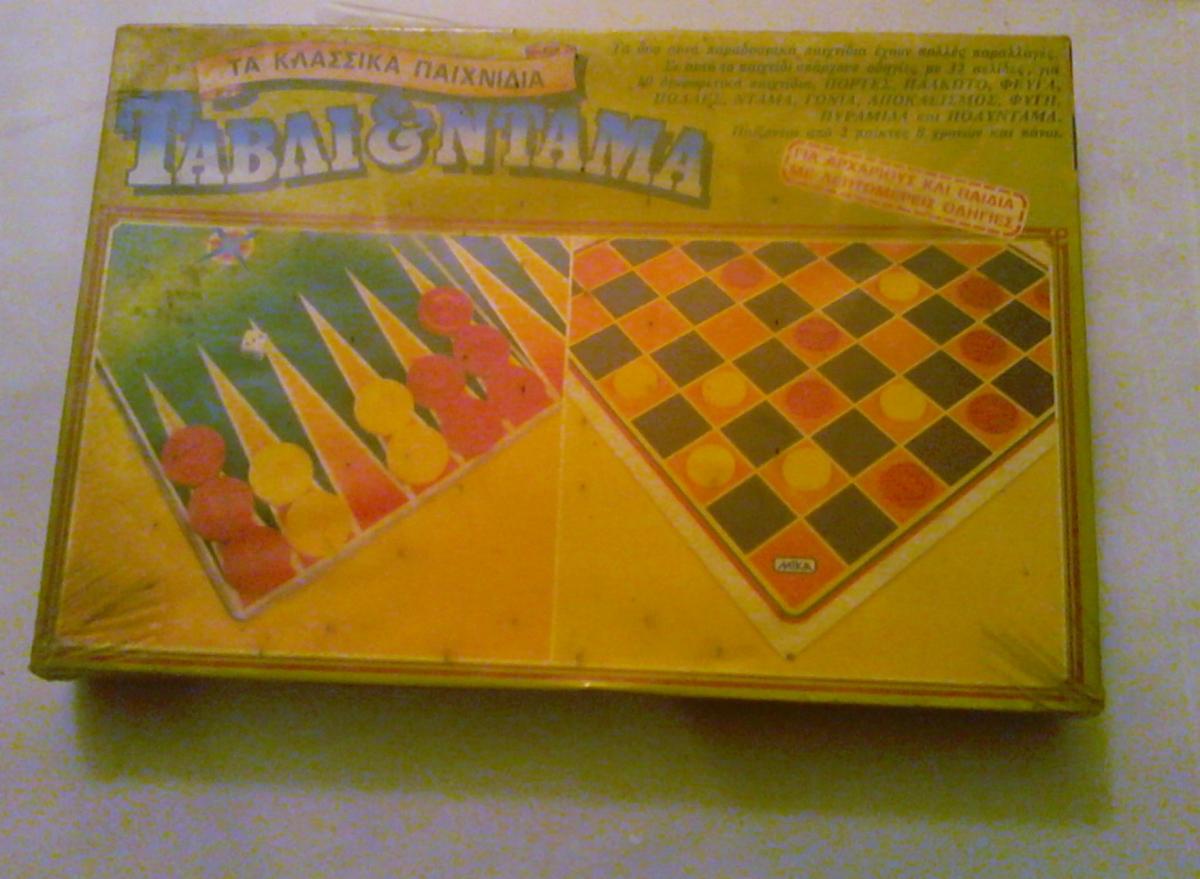 ΤΑ ΚΛΑΣΣΙΚΑ ΠΑΙΧΝΙΔΙΑ
ΤΑΒΛΙ & ΝΤΑΜΑ
Τα δυο αυτά παραδοσιακά παιχνίδια έχουν πολλές παραλλαγές.
Σε αυτό το παιχνίδι υπάρχουν οδηγίες με 32 σελίδες, για
10 διαφορετικά παιχνίδια, ΠΟΡΤΕΣ, ΠΛΑΚΩΤΟ, ΦΕΥΓΑ,
ΝΤΑΜΑ, ΓΩΝΙΑ, ΑΠΟΚΛΕΙΣΜΟΣ, ΦΥΓΗ,
ΠΥΡΑΜΙΔΑ και ΠΟΛΥΝΤΑΜΑ.
Παίζονται από 2 παίκτες 8 χρονών και πάνω.
ΓΙΑ ΑΡΧΑΡΙΟΥΣ ΚΑΙ ΠΑΙΔΙΑ
ΜΕ ΛΕΠΤΟΜΕΡΕΙΣ ΟΔΗΓΙΕΣ
ΜΙΚΑ